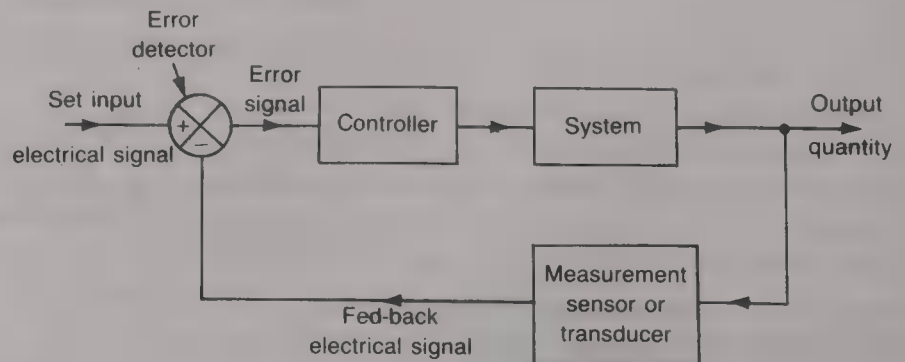 Error
detector
Error
signal
Set input
electrical signal
+
−
Controller
System
Output
quantity
Measurement
sensor or
transducer
Fed-back
electrical signal